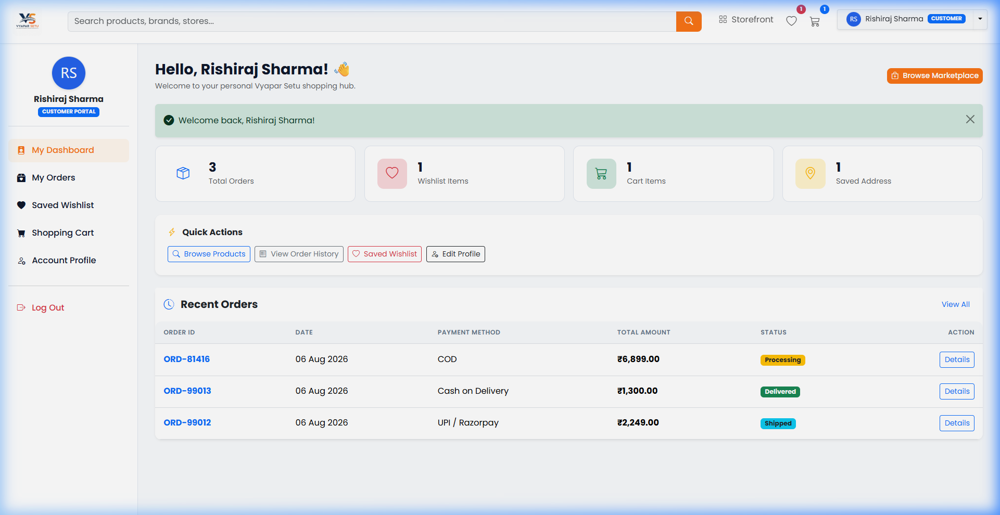 VS
VYAPAR SETU
Search products, brands, stores...
Storefront
1
1
RS Rishiraj Sharma CUSTOMER
RS
Rishiraj Sharma
CUSTOMER PORTAL
My Dashboard
My Orders
Saved Wishlist
Shopping Cart
Account Profile
Log Out
Hello, Rishiraj Sharma! 👋
Welcome to your personal Vyapar Setu shopping hub.
Browse Marketplace
Welcome back, Rishiraj Sharma!
3
Total Orders
1
Wishlist Items
1
Cart Items
1
Saved Address
Quick Actions
Browse Products View Order History Saved Wishlist Edit Profile
Recent Orders View All
ORDER ID DATE PAYMENT METHOD TOTAL AMOUNT STATUS ACTION
ORD-81416 06 Aug 2026 COD ₹6,899.00 Processing Details
ORD-99013 06 Aug 2026 Cash on Delivery ₹1,300.00 Delivered Details
ORD-99012 06 Aug 2026 UPI / Razorpay ₹2,249.00 Shipped Details